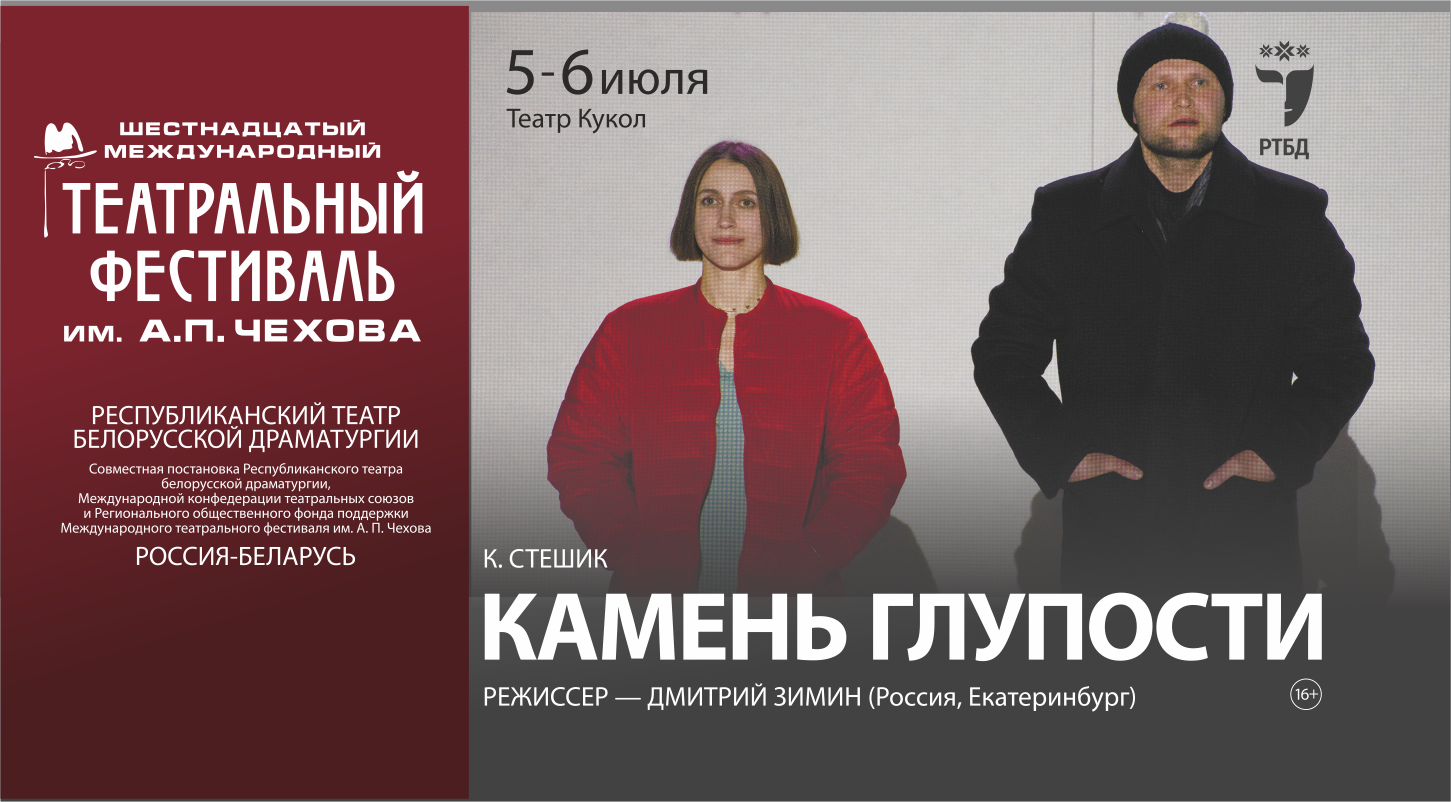 ШЕСТНАДЦАТЫЙ
МЕЖДУНАРОДНЫЙ
ТЕАТРАЛЬНЫЙ
ФЕСТИВАЛЬ
им. А.П. ЧЕХОВА
РЕСПУБЛИКАНСКИЙ ТЕАТР
БЕЛОРУССКОЙ ДРАМАТУРГИИ
Совместная постановка Республиканского театра
белорусской драматургии,
Международной конфедерации театральных союзов
и Регионального общественного фонда поддержки
Международного театрального фестиваля им. А. П. Чехова
РОССИЯ-БЕЛАРУСЬ
5-6 июля
Театр Кукол
РТБД
К. СТЕШИК
КАМЕНЬ ГЛУПОСТИ
РЕЖИССЕР — ДМИТРИЙ ЗИМИН (Россия, Екатеринбург)
16+